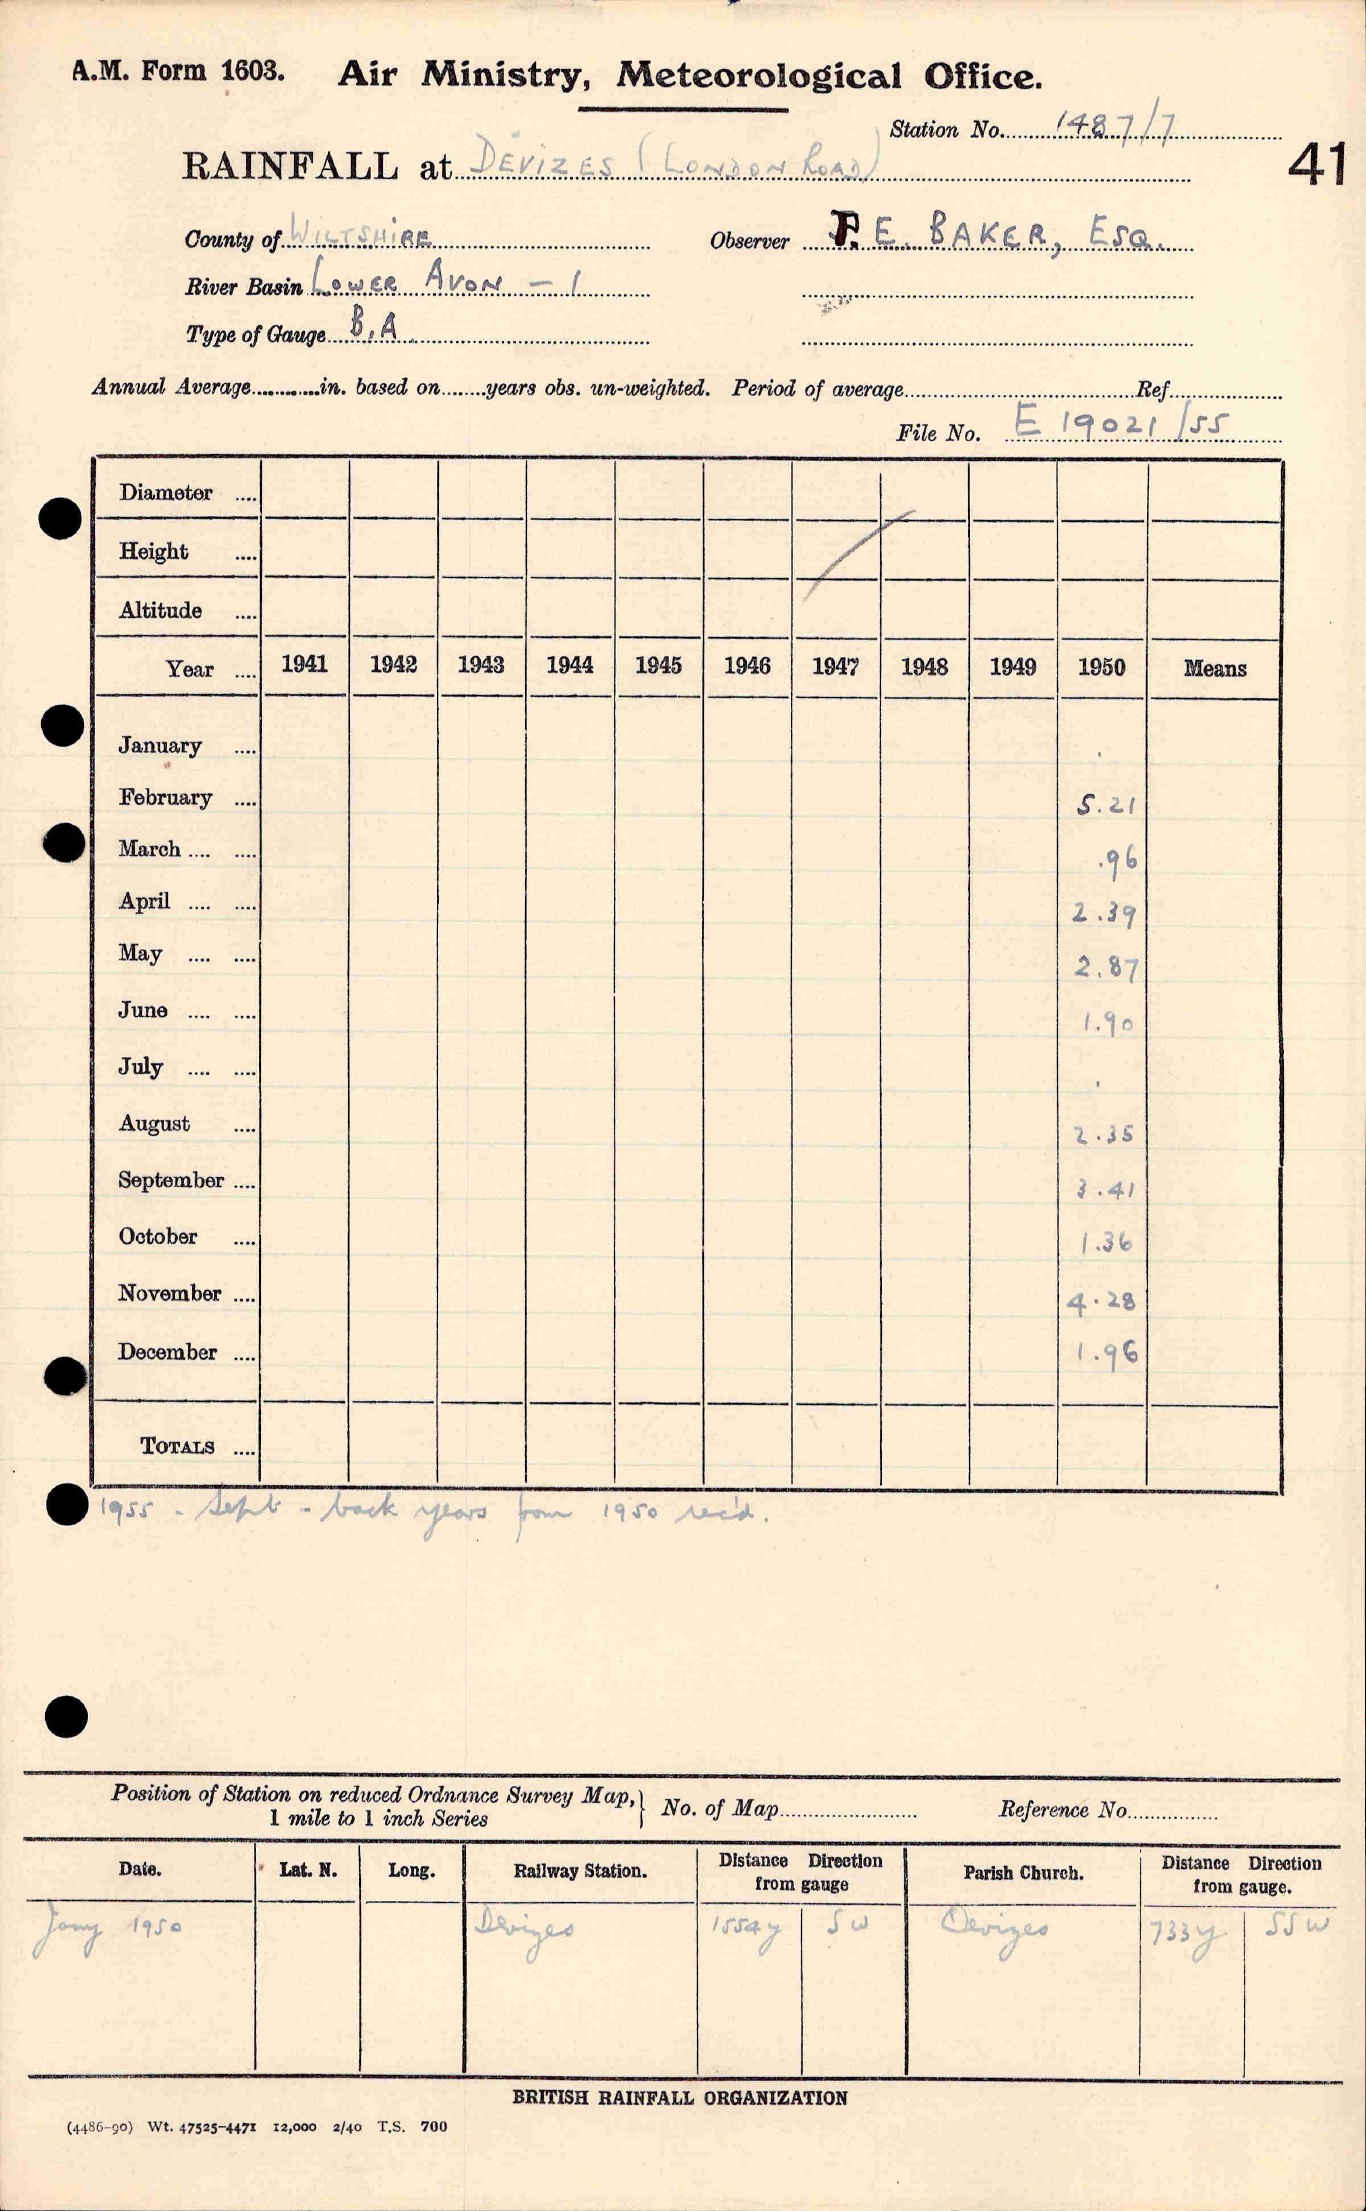 A.M. Form 1603. Air Ministry, Meteorological Office.
Station No. 1487/7
41
RAINFALL at DEVIZES (LONDON ROAD)
County of WILTSHIRE Observer P. E. BAKER, ESQ.
River Basin LOWER AVON - 1
Type of Gauge B.A.
Annual Average............in. based on........years obs. un-weighted. Period of average........................Ref............
File No. E 19021/55
Diameter ....
Height ....
Altitude ....
Year .... 1941 1942 1943 1944 1945 1946 1947 1948 1949 1950 Means
January .... .
February .... 5.21
March .... .... .96
April .... .... 2.39
May .... .... 2.87
June .... .... 1.90
July .... .... .
August .... 2.35
September .... 3.41
October .... 1.36
November .... 4.28
December .... 1.96
TOTALS ....
1955 - Sept - back years from 1950 rec'd.
Position of Station on reduced Ordnance Survey Map, } No. of Map............ Reference No............
1 mile to 1 inch Series
Date. Lat. N. Long. Railway Station. Distance Direction from gauge Parish Church. Distance Direction from gauge.
Jany 1950 Devizes 1554y SW Devizes 733y SSW
BRITISH RAINFALL ORGANIZATION
(4486-90) Wt. 47525-4471 12,000 2/40 T.S. 700